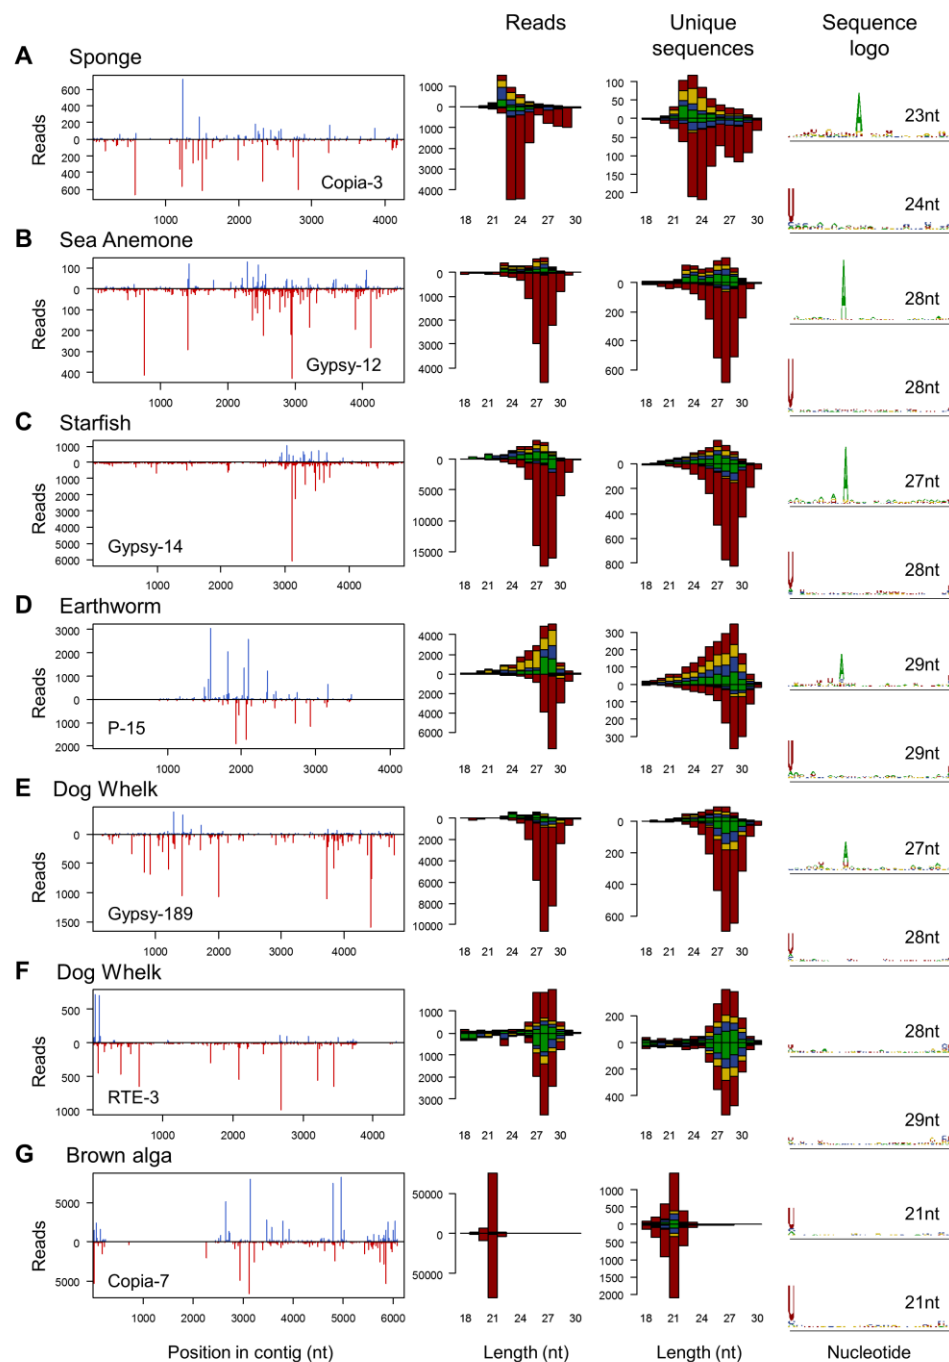 Reads
Unique sequences
Sequence logo
A Sponge
Reads
600
400
200
0
200
400
600
1000 2000 3000 4000
Copia-3
1000
0
1000
2000
3000
4000
18 21 24 27 30
100
50
0
50
100
150
200
18 21 24 27 30
23nt
24nt
B Sea Anemone
Reads
100
0
100
200
300
400
1000 2000 3000 4000
Gypsy-12
0
1000
2000
3000
4000
18 21 24 27 30
0
200
400
600
18 21 24 27 30
28nt
28nt
C Starfish
Reads
1000
0
1000
2000
3000
4000
5000
6000
0 1000 2000 3000 4000
Gypsy-14
0
5000
10000
15000
18 21 24 27 30
0
200
400
600
800
18 21 24 27 30
27nt
28nt
D Earthworm
Reads
3000
2000
1000
0
1000
2000
1000 2000 3000 4000
P-15
4000
2000
0
2000
4000
6000
18 21 24 27 30
300
200
100
0
100
200
300
18 21 24 27 30
29nt
29nt
E Dog Whelk
Reads
0
500
1000
1500
1000 2000 3000 4000
Gypsy-189
0
2000
4000
6000
8000
10000
18 21 24 27 30
0
200
400
600
18 21 24 27 30
27nt
28nt
F Dog Whelk
Reads
500
0
500
1000
0 1000 2000 3000 4000
RTE-3
1000
0
1000
2000
3000
18 21 24 27 30
200
0
200
400
18 21 24 27 30
28nt
29nt
G Brown alga
Reads
5000
0
5000
0 1000 2000 3000 4000 5000 6000
Copia-7
50000
0
50000
18 21 24 27 30
1000
500
0
500
1000
1500
2000
18 21 24 27 30
21nt
21nt
Position in contig (nt)
Length (nt)
Length (nt)
Nucleotide